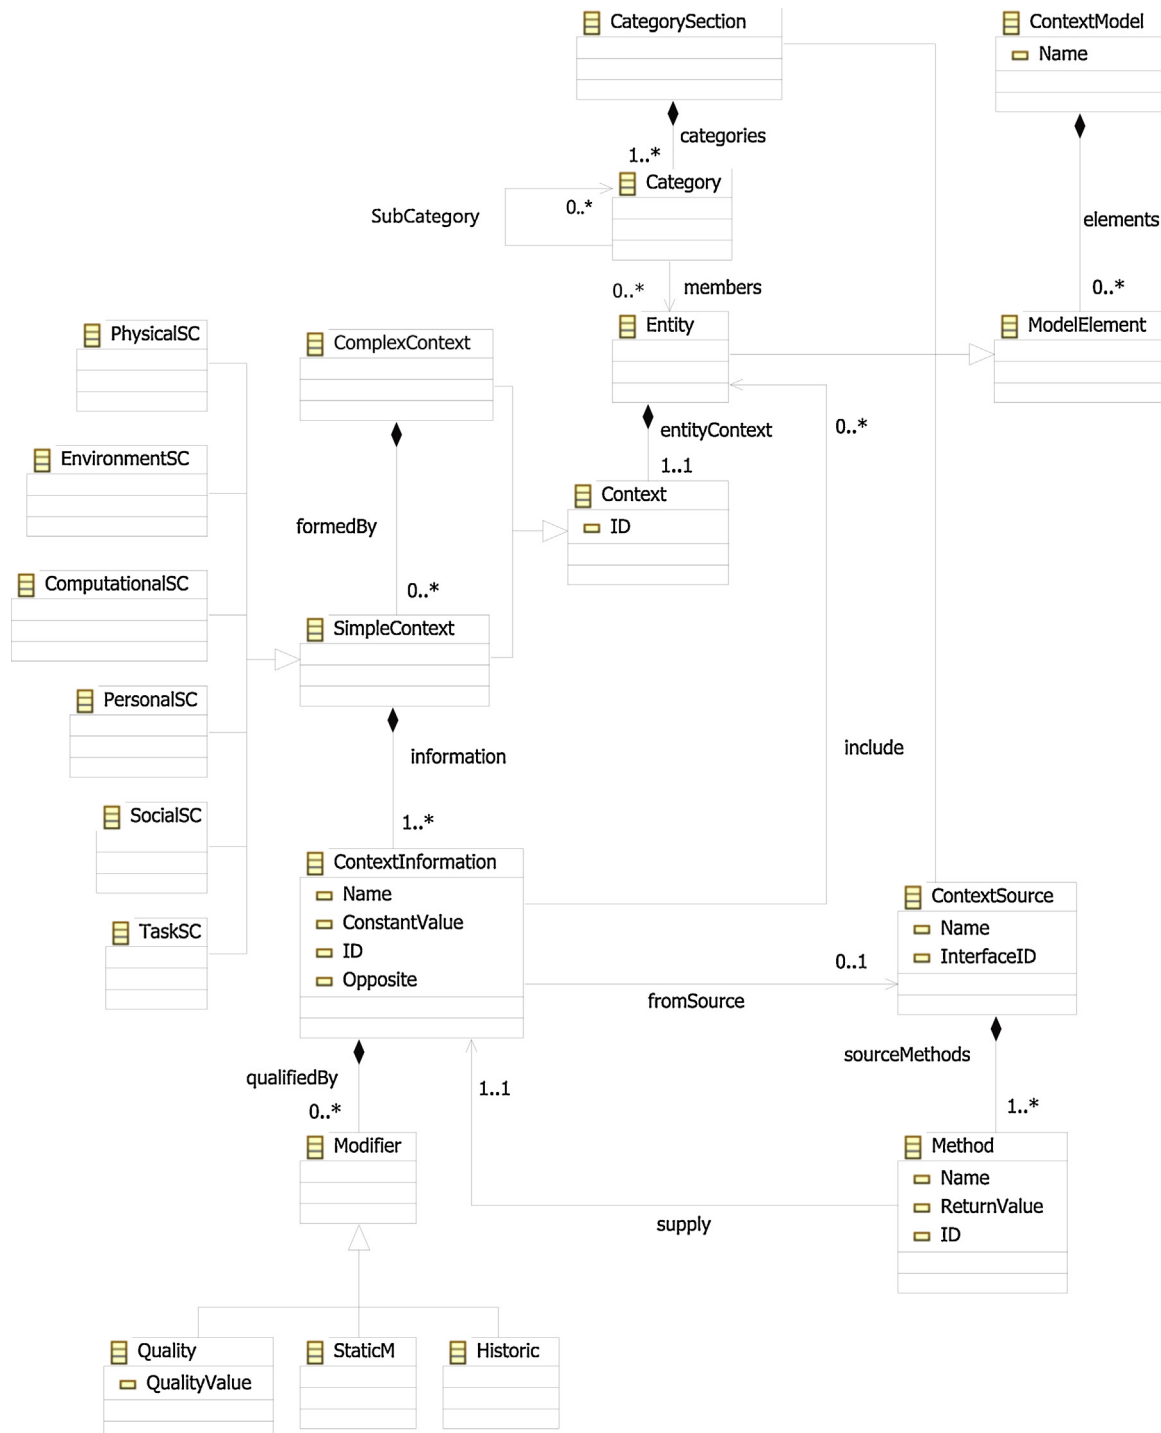 CategorySection
ContextModel
Name
categories
1..*
Category
SubCategory
0..*
elements
members
0..*
0..*
Entity
ModelElement
PhysicalSC
ComplexContext
0..*
entityContext
1..1
EnvironmentSC
Context
ID
formedBy
ComputationalSC
0..*
SimpleContext
PersonalSC
include
information
SocialSC
1..*
ContextInformation
Name
ConstantValue
ID
Opposite
ContextSource
Name
InterfaceID
TaskSC
0..1
fromSource
sourceMethods
qualifiedBy
1..1
0..*
1..*
Modifier
Method
Name
ReturnValue
ID
supply
Quality
QualityValue
StaticM
Historic